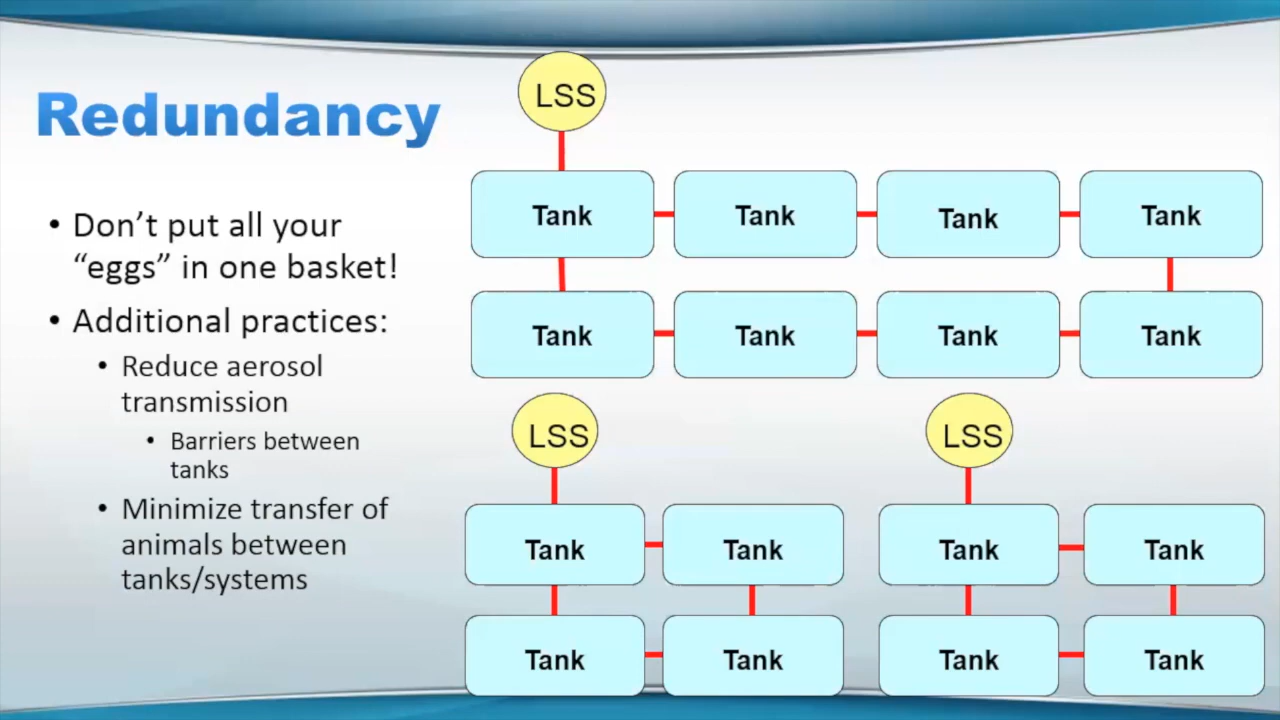 Redundancy
• Don’t put all your
“eggs” in one basket!
• Additional practices:
• Reduce aerosol
transmission
• Barriers between
tanks
• Minimize transfer of
animals between
tanks/systems
LSS
Tank Tank Tank Tank
Tank Tank Tank Tank
LSS LSS
Tank Tank Tank Tank
Tank Tank Tank Tank